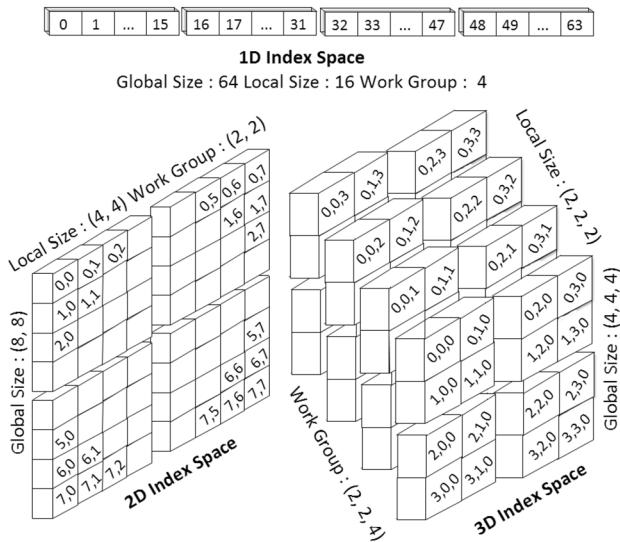 0 1 ... 15 16 17 ... 31 32 33 ... 47 48 49 ... 63
1D Index Space
Global Size : 64 Local Size : 16 Work Group : 4
Local Size : (4, 4) Work Group : (2, 2)
Global Size : (8, 8)
0,0 0,1 0,2
1,0 1,1
2,0
0,5 0,6 0,7
1,6 1,7
2,7
5,0
6,0 6,1
7,0 7,1 7,2
5,7
6,6 6,7
7,5 7,6 7,7
2D Index Space
Local Size : (2, 2, 2)
0,0,3 0,1,3 0,2,3 0,3,3
0,0,2 0,1,2 0,2,2 0,3,2
0,0,1 0,1,1 0,2,1 0,3,1
0,0,0 0,1,0 0,2,0 0,3,0
1,0,0 1,1,0 1,2,0 1,3,0
2,0,0 2,1,0 2,2,0 2,3,0
3,0,0 3,1,0 3,2,0 3,3,0
Global Size : (4, 4, 4)
Work Group : (2, 2, 4)
3D Index Space